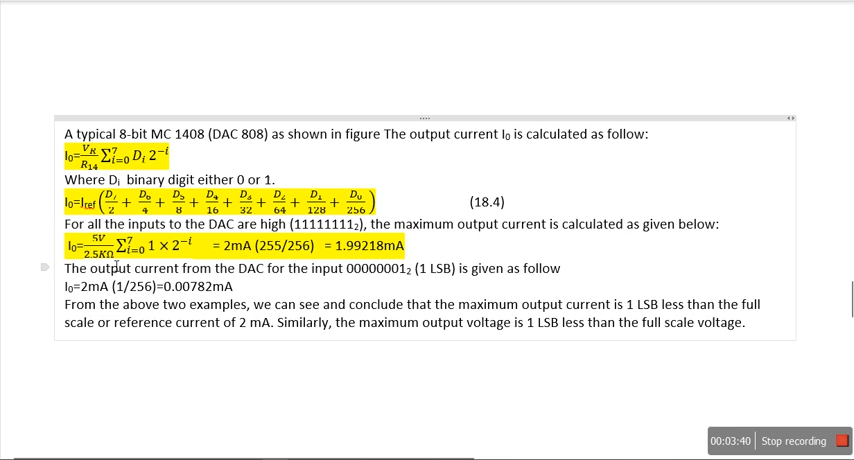 A typical 8-bit MC 1408 (DAC 808) as shown in figure The output current I₀ is calculated as follow:
I₀=V_R/R₁₄ ∑⁷ᵢ₌₀ Dᵢ 2⁻ⁱ
Where Dᵢ binary digit either 0 or 1.
I₀=I_ref (D₇/2 + D₆/4 + D₅/8 + D₄/16 + D₃/32 + D₂/64 + D₁/128 + D₀/256) (18.4)
For all the inputs to the DAC are high (11111111₂), the maximum output current is calculated as given below:
I₀=5V/2.5KΩ ∑⁷ᵢ₌₀ 1 × 2⁻ⁱ = 2mA (255/256) = 1.99218mA
The output current from the DAC for the input 00000001₂ (1 LSB) is given as follow
I₀=2mA (1/256)=0.00782mA
From the above two examples, we can see and conclude that the maximum output current is 1 LSB less than the full
scale or reference current of 2 mA. Similarly, the maximum output voltage is 1 LSB less than the full scale voltage.
00:03:40 Stop recording